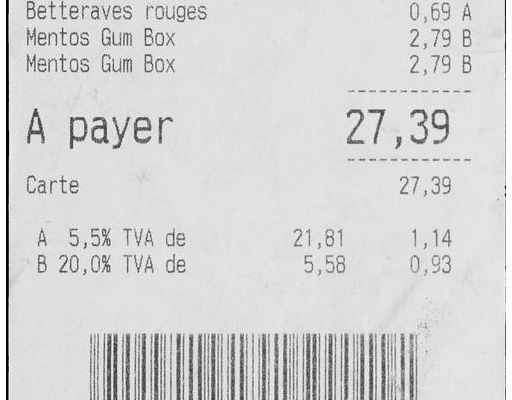 Betteraves rouges 0,69 A
Mentos Gum Box 2,79 B
Mentos Gum Box 2,79 B
A payer 27,39
Carte 27,39
A 5,5% TVA de 21,81 1,14
B 20,0% TVA de 5,58 0,93